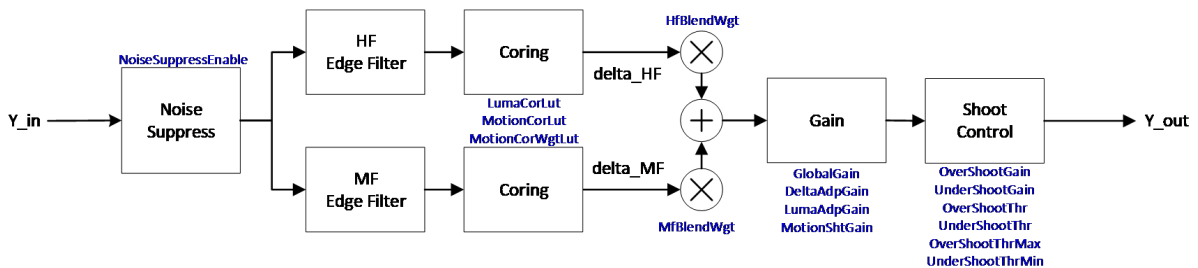 NoiseSuppressEnable
Y_in
Noise
Suppress
HF
Edge Filter
Coring
LumaCorLut
MotionCorLut
MotionCorWgtLut
delta_HF
HfBlendWgt
MF
Edge Filter
Coring
delta_MF
MfBlendWgt
Gain
GlobalGain
DeltaAdpGain
LumaAdpGain
MotionShtGain
Shoot
Control
OverShootGain
UnderShootGain
OverShootThr
UnderShootThr
OverShootThrMax
UnderShootThrMin
Y_out